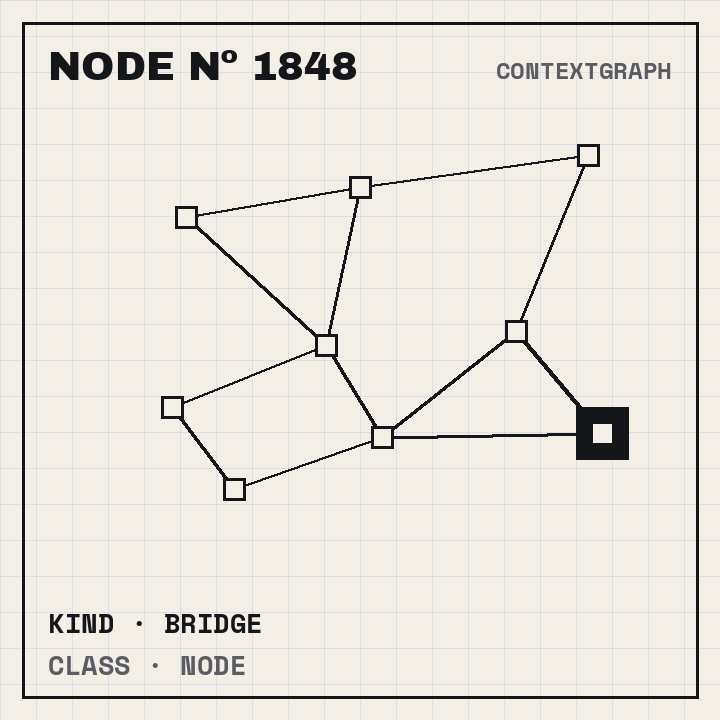 NODE Nº 1848
CONTEXTGRAPH
KIND · BRIDGE
CLASS · NODE